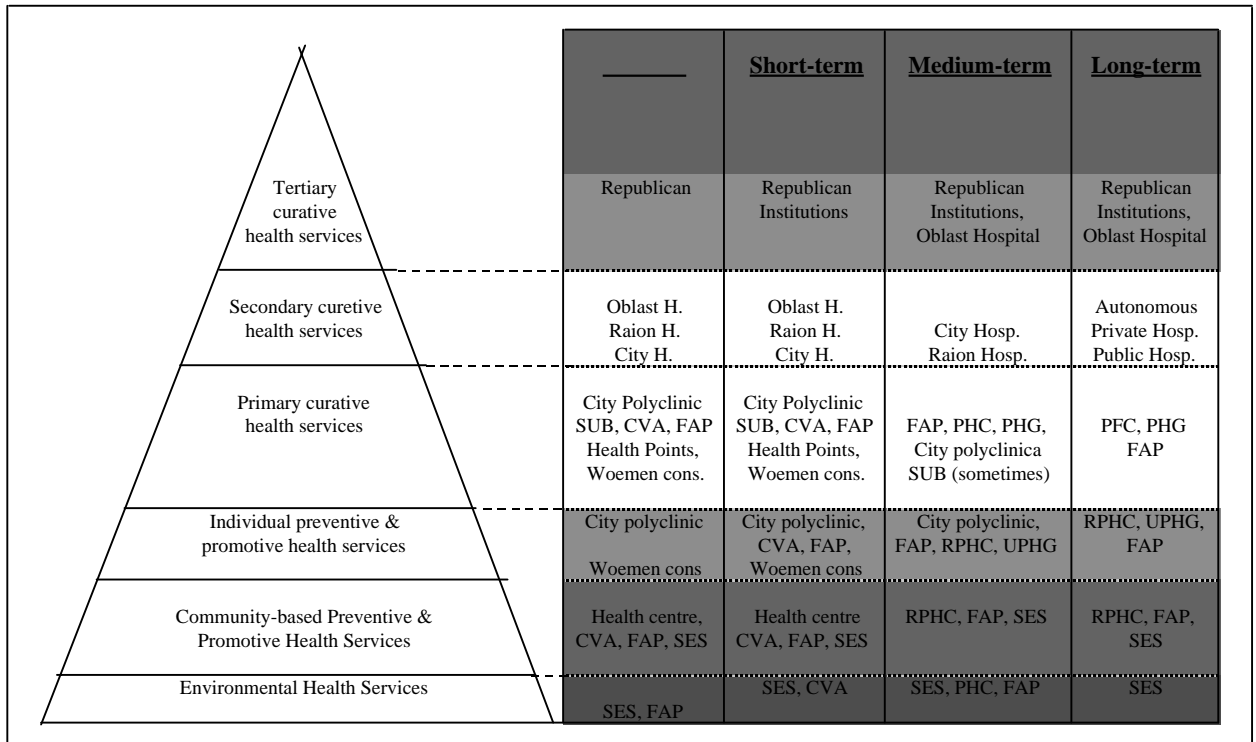 Short-term
Medium-term
Long-term
Tertiary
curative
health services
Republican
Republican
Institutions
Republican
Institutions,
Oblast Hospital
Republican
Institutions,
Oblast Hospital
Secondary curetive
health services
Oblast H.
Raion H.
City H.
Oblast H.
Raion H.
City H.
City Hosp.
Raion Hosp.
Autonomous
Private Hosp.
Public Hosp.
Primary curative
health services
City Polyclinic
SUB, CVA, FAP
Health Points,
Woemen cons.
City Polyclinic
SUB, CVA, FAP
Health Points,
Woemen cons.
FAP, PHC, PHG,
City polyclinica
SUB (sometimes)
PFC, PHG
FAP
Individual preventive &
promotive health services
City polyclinic
Woemen cons
City polyclinic,
CVA, FAP,
Woemen cons
City polyclinic,
FAP, RPHC, UPHG
RPHC, UPHG,
FAP
Community-based Preventive &
Promotive Health Services
Health centre,
CVA, FAP, SES
Health centre
CVA, FAP, SES
RPHC, FAP, SES
RPHC, FAP,
SES
Environmental Health Services
SES, FAP
SES, CVA
SES, PHC, FAP
SES